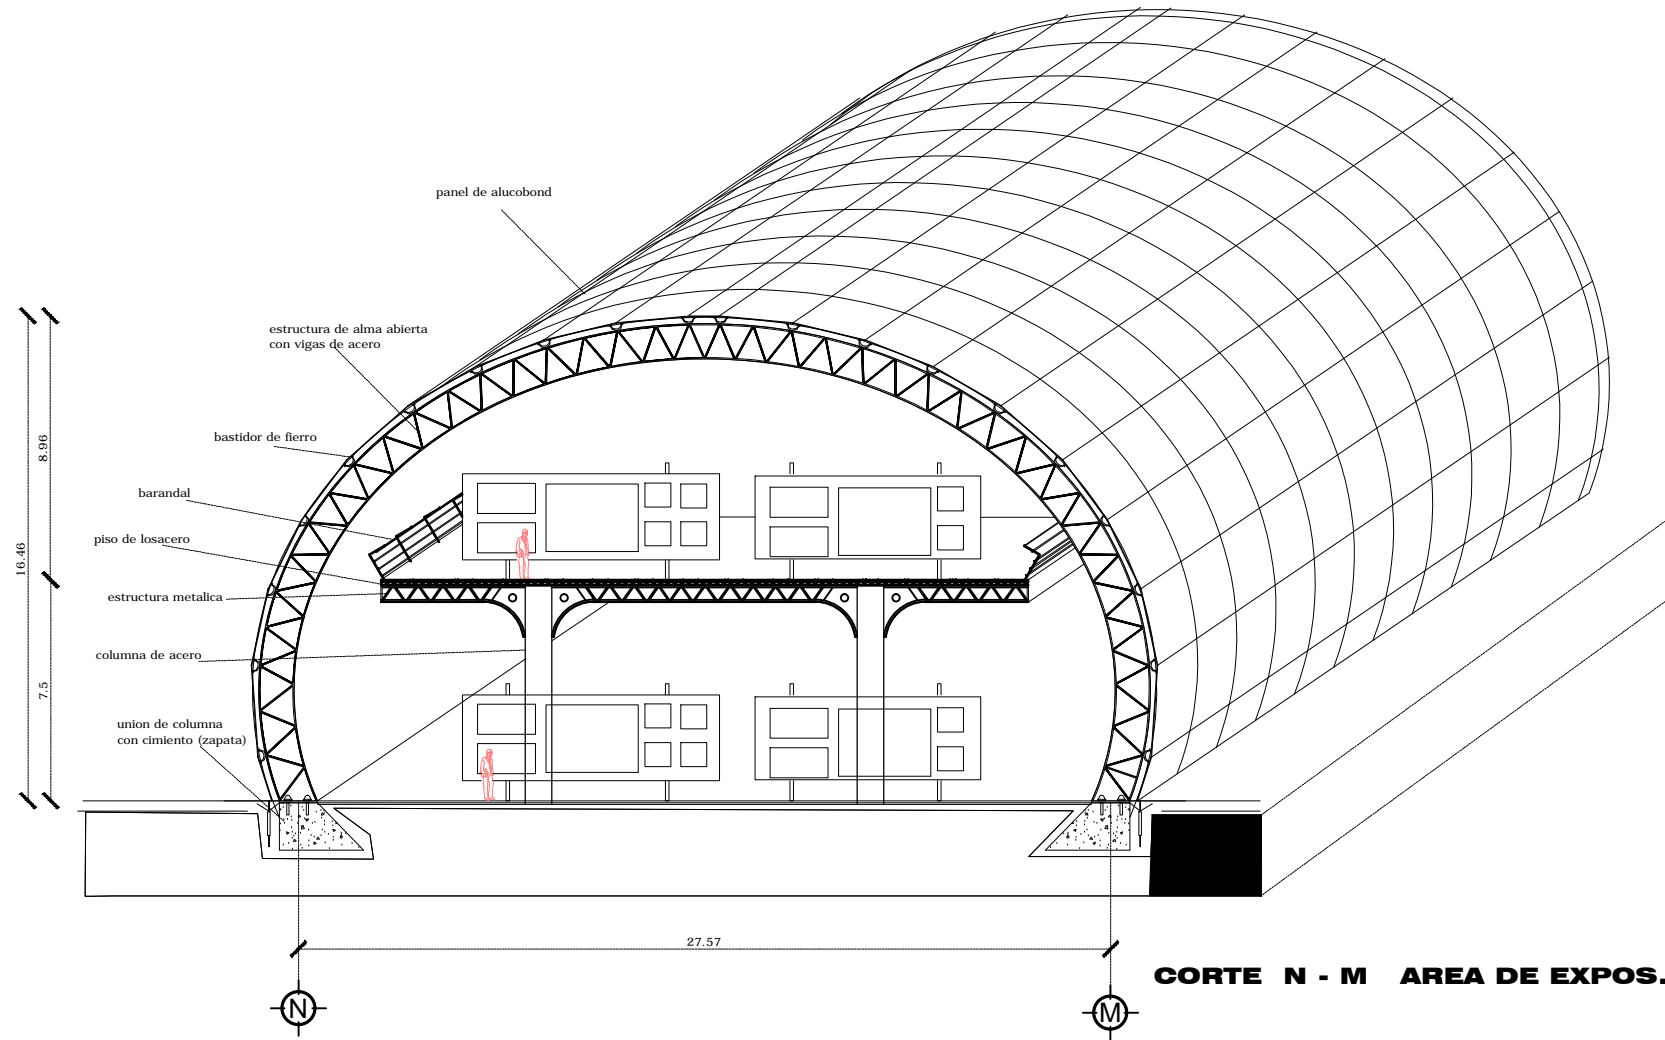 panel de alucobond
estructura de alma abierta
con vigas de acero
bastidor de fierro
barandal
piso de losacero
estructura metalica
columna de acero
union de columna
con cimiento (zapata)
8.96
16.46
7.5
27.57
CORTE N - M AREA DE EXPOS.
N
M